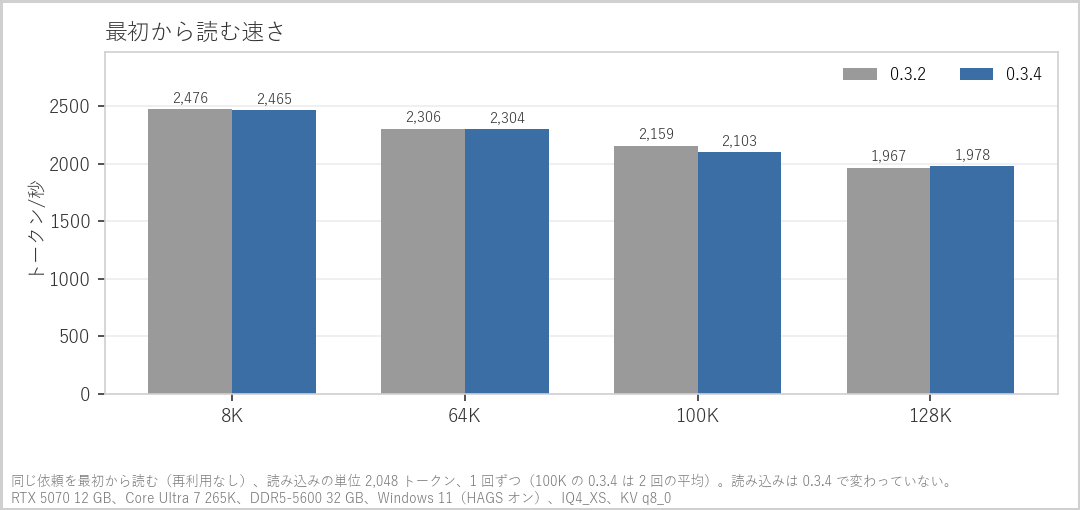 最初から読む速さ
0.3.2
0.3.4
トークン/秒
2500
2000
1500
1000
500
0
2,476
2,465
2,306
2,304
2,159
2,103
1,967
1,978
8K
64K
100K
128K
同じ依頼を最初から読む（再利用なし）、読み込みの単位 2,048 トークン、1 回ずつ（100K の 0.3.4 は 2 回の平均）。読み込みは 0.3.4 で変わっていない。
RTX 5070 12 GB、Core Ultra 7 265K、DDR5-5600 32 GB、Windows 11（HAGS オン）、IQ4_XS、KV q8_0